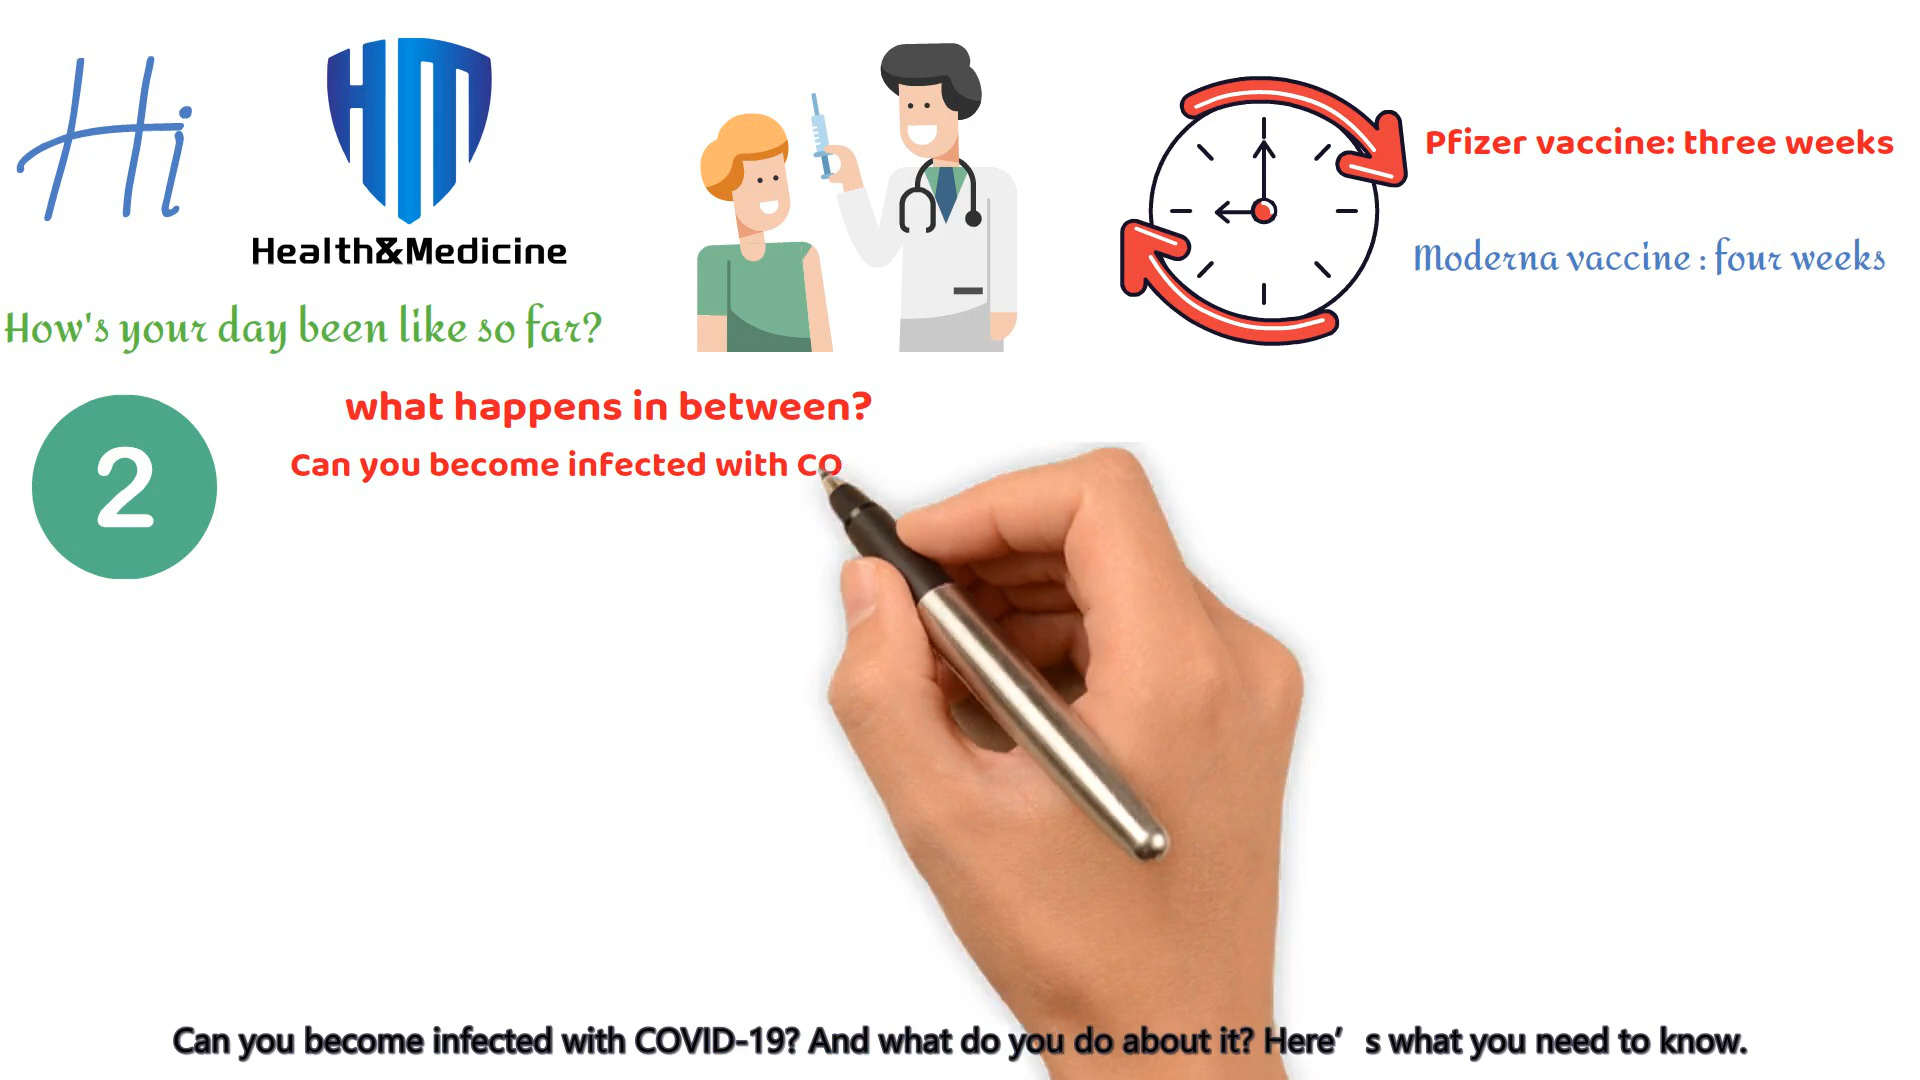 Hi
HM
Health&Medicine
How's your day been like so far?
Pfizer vaccine: three weeks
Moderna vaccine : four weeks
2
what happens in between?
Can you become infected with CO
Can you become infected with COVID-19? And what do you do about it? Here’s what you need to know.